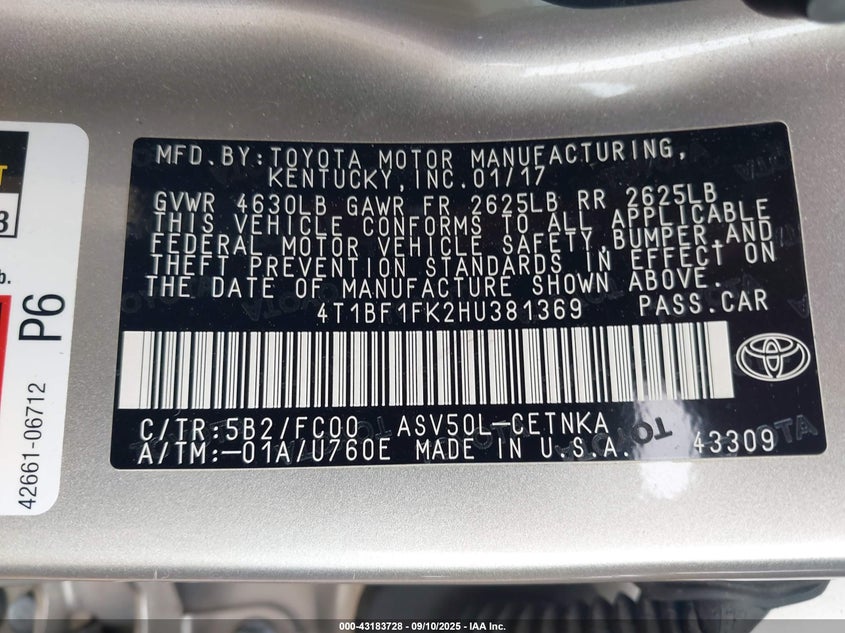 MFD. BY: TOYOTA MOTOR MANUFACTURING,
KENTUCKY, INC. 01/17
GVWR 4630LB GAWR FR 2625LB RR 2625LB
THIS VEHICLE CONFORMS TO ALL APPLICABLE
FEDERAL MOTOR VEHICLE SAFETY, BUMPER, AND
THEFT PREVENTION STANDARDS IN EFFECT ON
THE DATE OF MANUFACTURE SHOWN ABOVE.
4T1BF1FK2HU381369 PASS. CAR
C/TR: 5B2/FC00 ASV50L-CETNKA
A/TM: -01A/U760E MADE IN U.S.A. 43309
TOYOTA
P6
42661-06712
b.
000-43183728 - 09/10/2025 - IAA Inc.